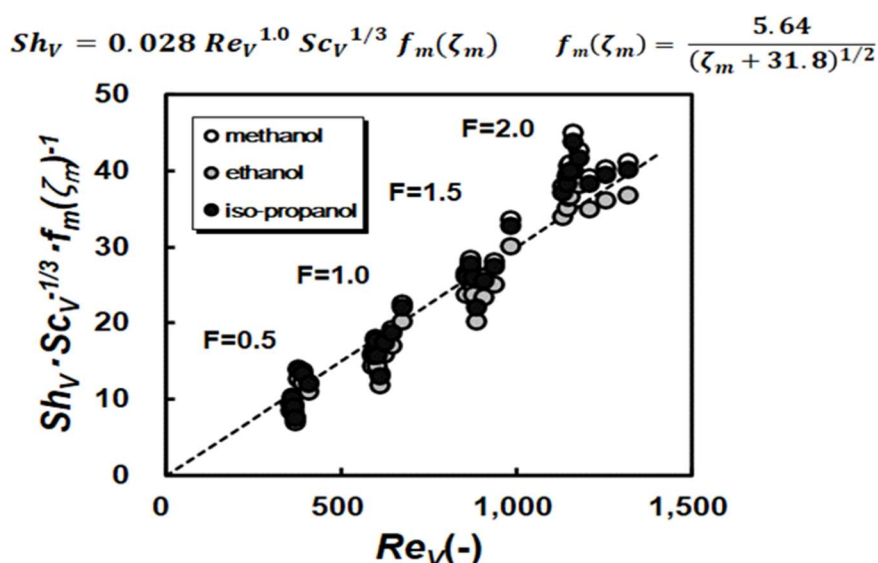 Sh_V = 0.028 Re_V^1.0 Sc_V^1/3 f_m(ζ_m)    f_m(ζ_m) = 5.64 / (ζ_m + 31.8)^1/2
50
40
30
20
10
0
Sh_V · Sc_V^-1/3 · f_m(ζ_m)^-1
methanol
ethanol
iso-propanol
F=2.0
F=1.5
F=1.0
F=0.5
0 500 1,000 1,500
Re_V(-)